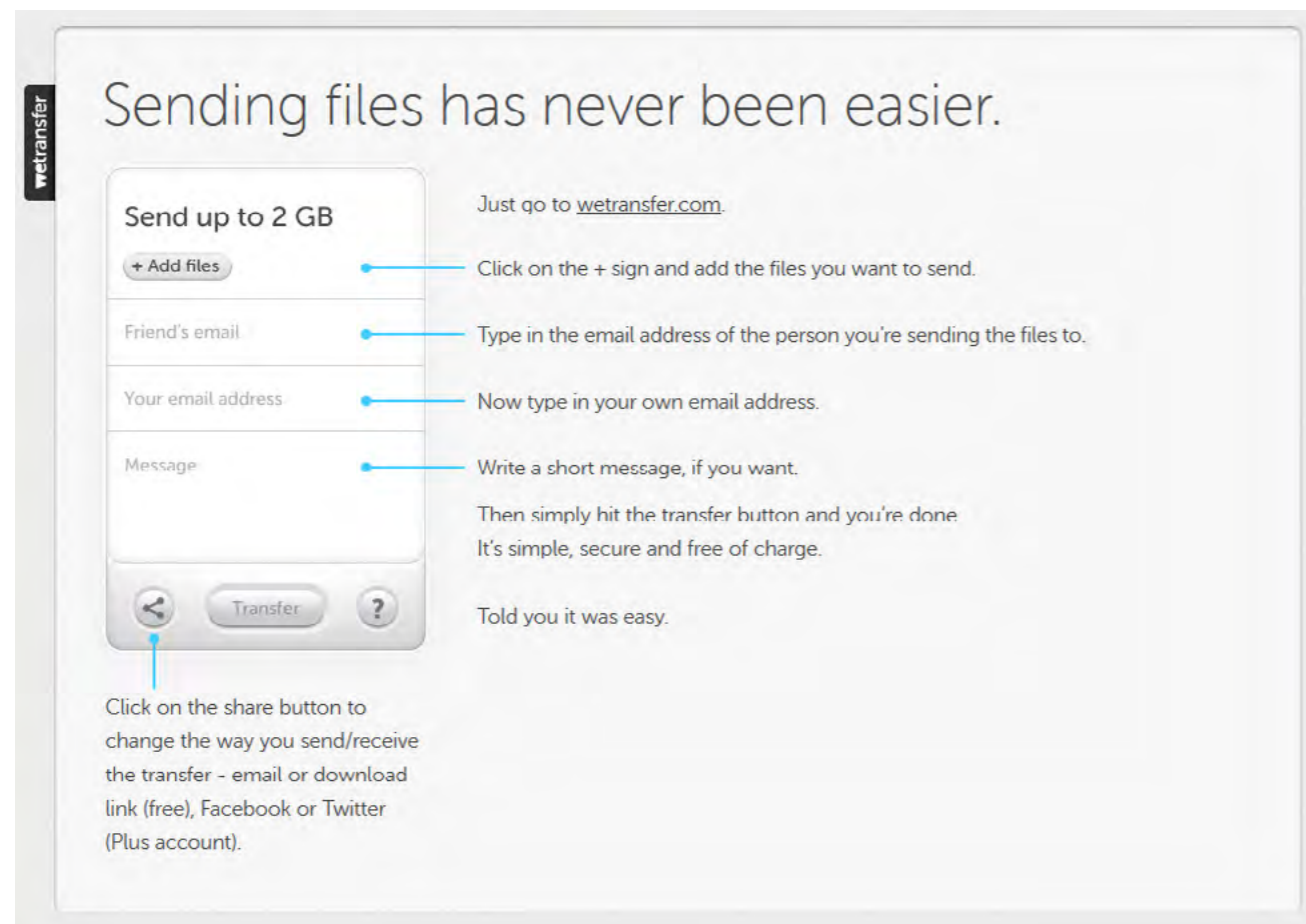 wetransfer
Sending files has never been easier.
Send up to 2 GB
+ Add files
Friend's email
Your email address
Message
Transfer
?
Just go to wetransfer.com.
Click on the + sign and add the files you want to send.
Type in the email address of the person you're sending the files to.
Now type in your own email address.
Write a short message, if you want.
Then simply hit the transfer button and you're done
It's simple, secure and free of charge.
Told you it was easy.
Click on the share button to
change the way you send/receive
the transfer - email or download
link (free), Facebook or Twitter
(Plus account).